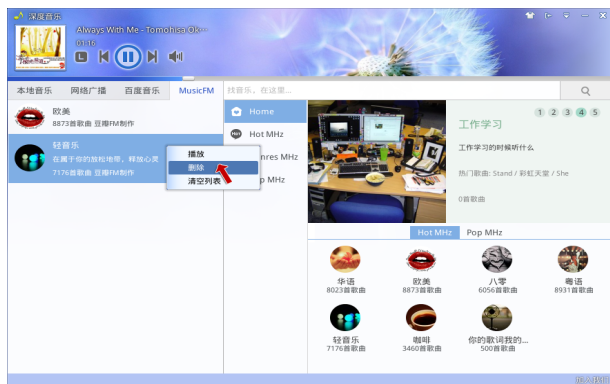 深度音乐
Always With Me - Tomohisa Ok...
01:16
L
本地音乐 网络广播 百度音乐 MusicFM
找音乐，在这里...
欧美
8873首歌曲 豆瓣FM制作
轻音乐
在属于你的放松地带，释放心灵
7176首歌曲 豆瓣FM制作
播放
删除
清空列表
Home
Hot MHz
nres MHz
p MHz
1 2 3 4 5
工作学习
工作学习的时候听什么
热门歌曲: Stand / 彩虹天堂 / She
0首歌曲
Hot MHz Pop MHz
华语 欧美 八零 粤语
8023首歌曲 8873首歌曲 6056首歌曲 8931首歌曲
轻音乐 咖啡 你的歌词我的...
7176首歌曲 3460首歌曲 500首歌曲